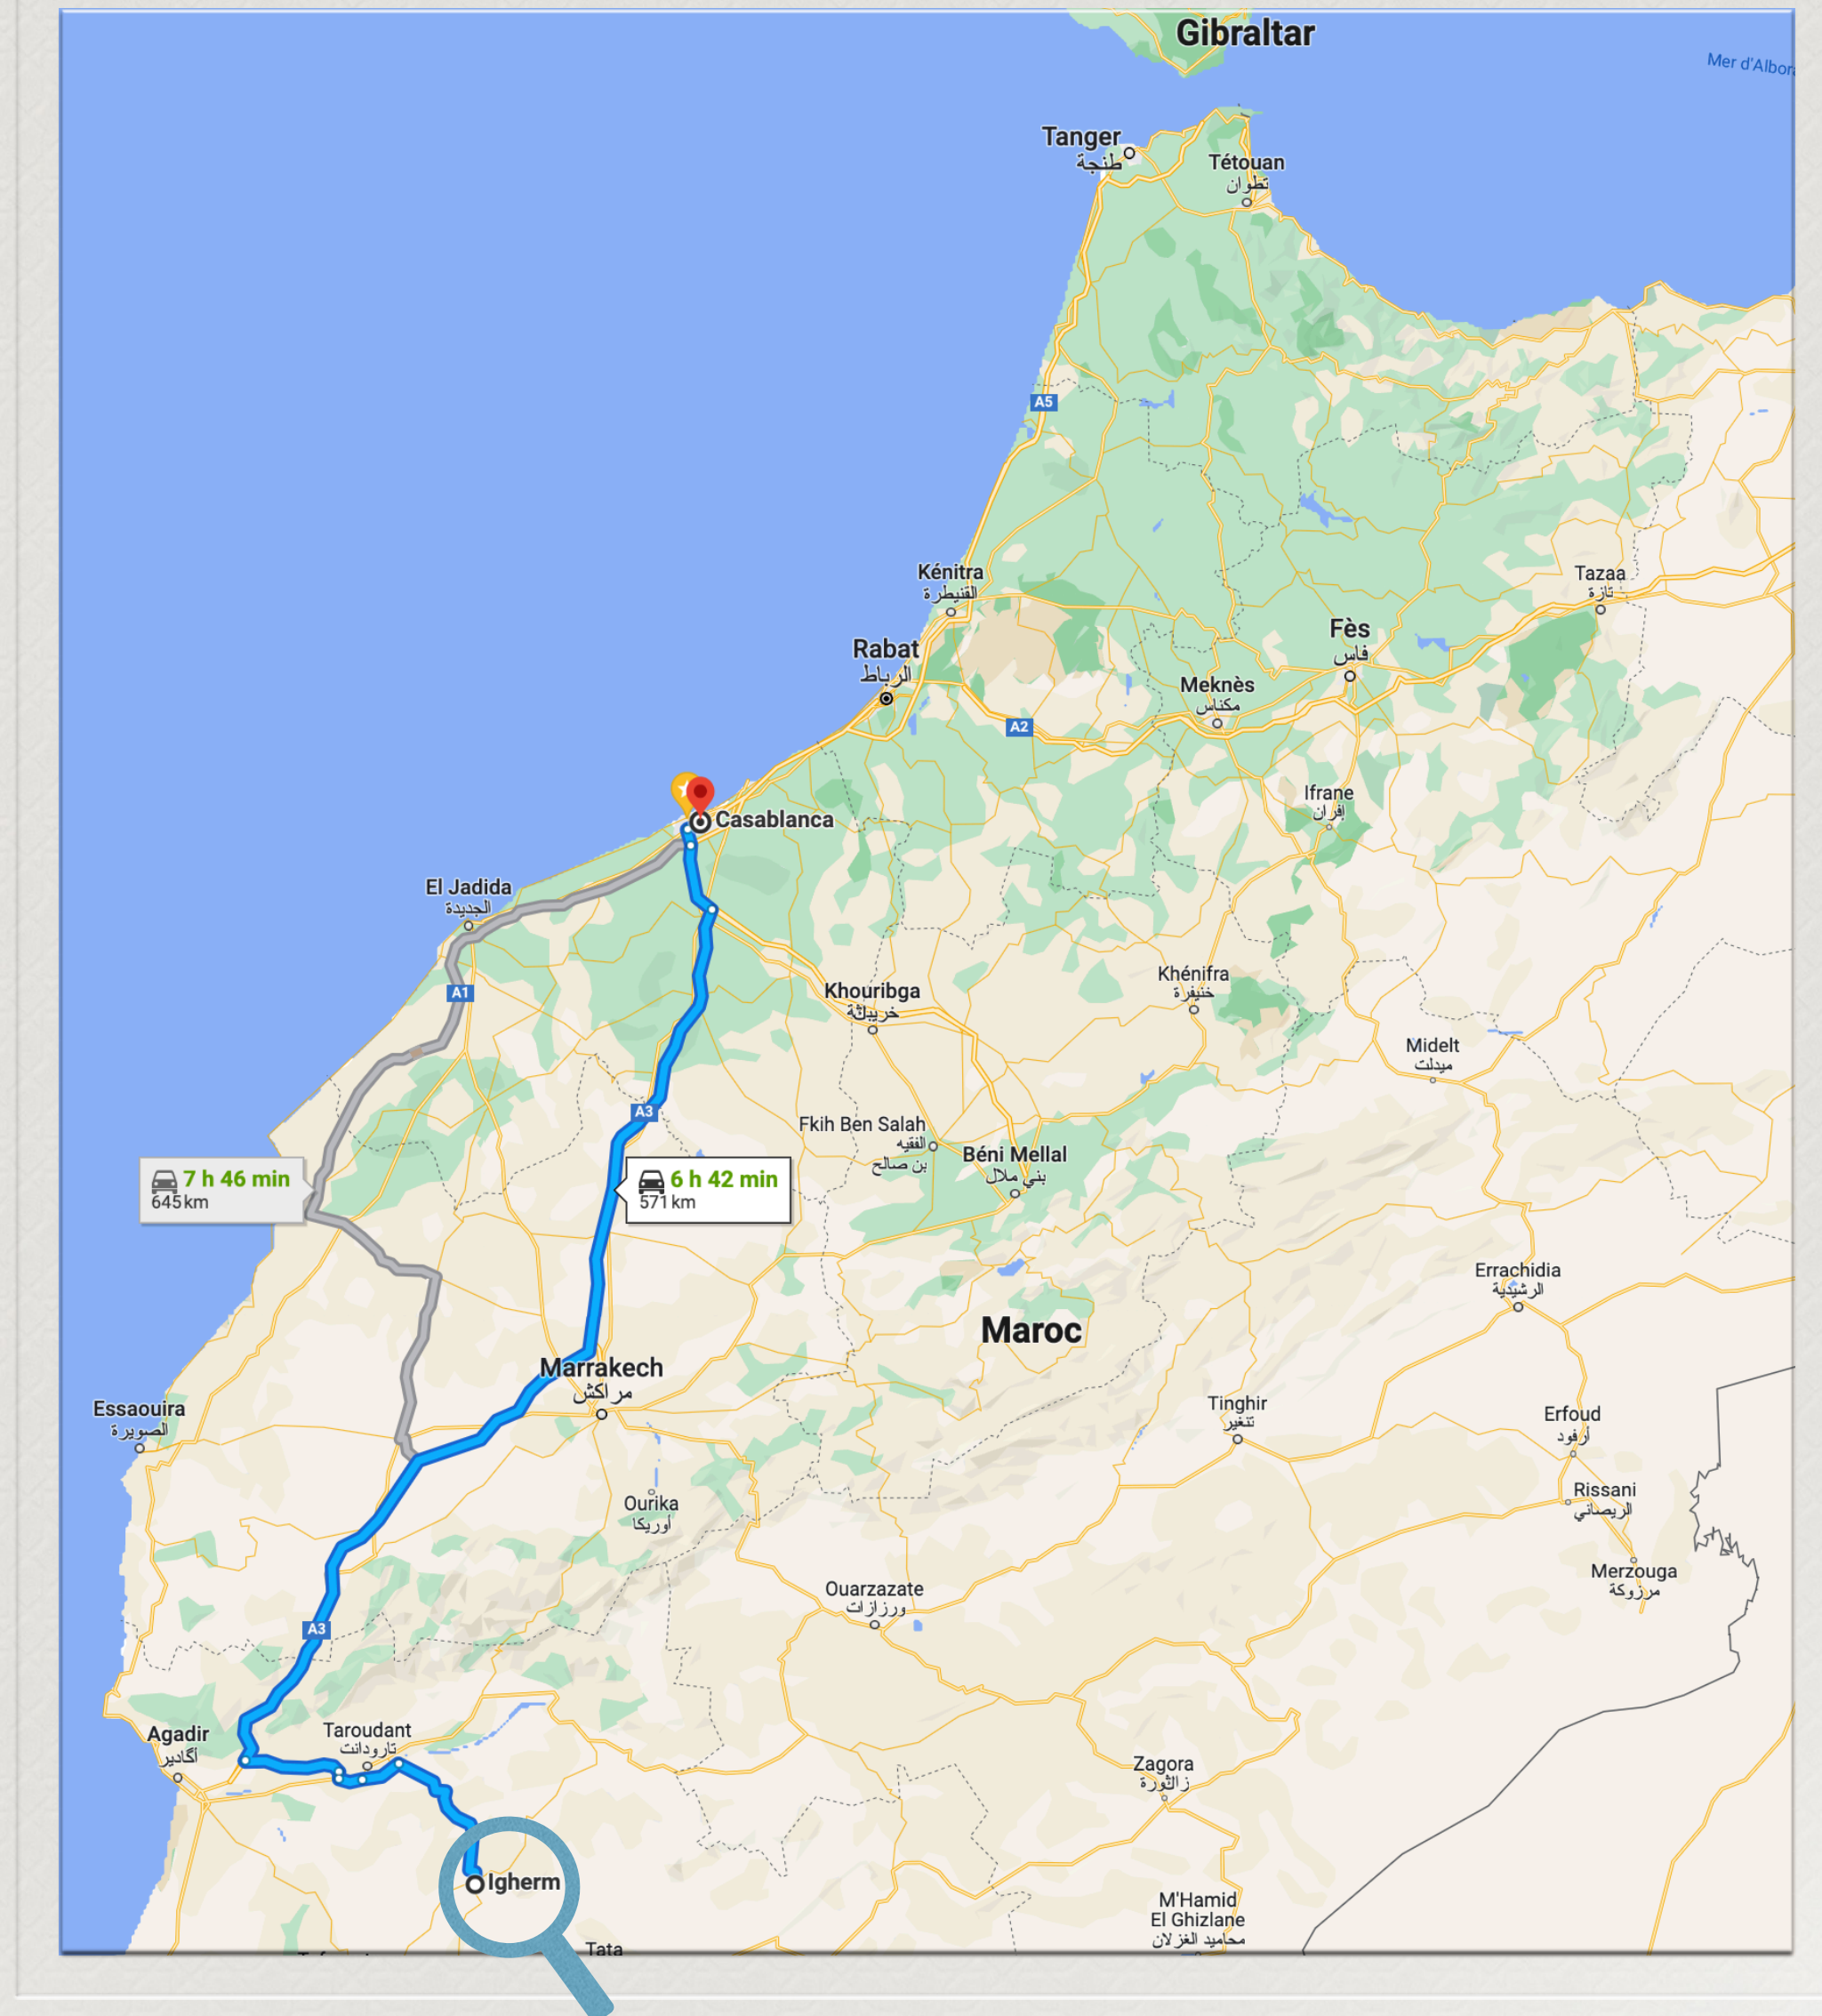 Gibraltar
Mer d'Albora
Tanger
طنجة
Tétouan
تطوان
A5
Kénitra
القنيطرة
Tazaa
تازة
Fès
فاس
Rabat
الرباط
Meknès
مكناس
A2
Ifrane
إفران
Casablanca
El Jadida
الجديدة
A1
Khouribga
خريبݣة
Khénifra
خنيفرة
Midelt
ميدلت
A3
Fkih Ben Salah
الفقيه
بن صالح
Béni Mellal
بني ملال
7 h 46 min
645 km
6 h 42 min
571 km
Errachidia
الرشيدية
Maroc
Marrakech
مراكش
Essaouira
الصويرة
Tinghir
تنغير
Erfoud
أرفود
Rissani
الريصاني
Ourika
أوريكا
Merzouga
مرزوكة
Ouarzazate
ورزازات
A3
Agadir
أݣادير
Taroudant
تارودانت
Zagora
زاݣورة
Igherm
M'Hamid
El Ghizlane
محاميد الغزلان
Tata